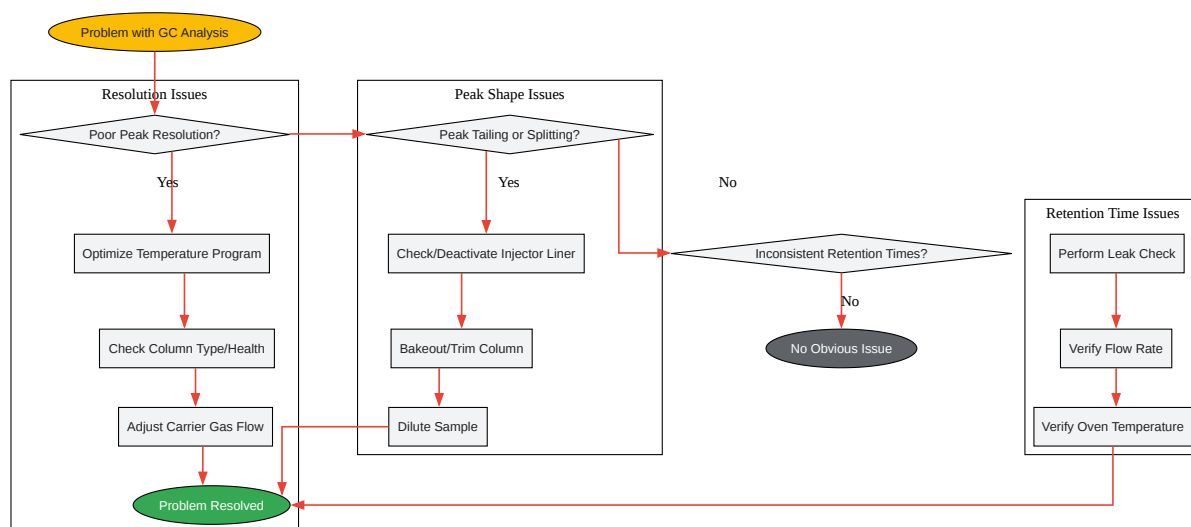 Problem with GC Analysis
Resolution Issues
Poor Peak Resolution?
Yes
Optimize Temperature Program
Check Column Type/Health
Adjust Carrier Gas Flow
Problem Resolved
Peak Shape Issues
Peak Tailing or Splitting?
Yes
Check/Deactivate Injector Liner
Bakeout/Trim Column
Dilute Sample
No
Inconsistent Retention Times?
No
No Obvious Issue
Retention Time Issues
Perform Leak Check
Verify Flow Rate
Verify Oven Temperature